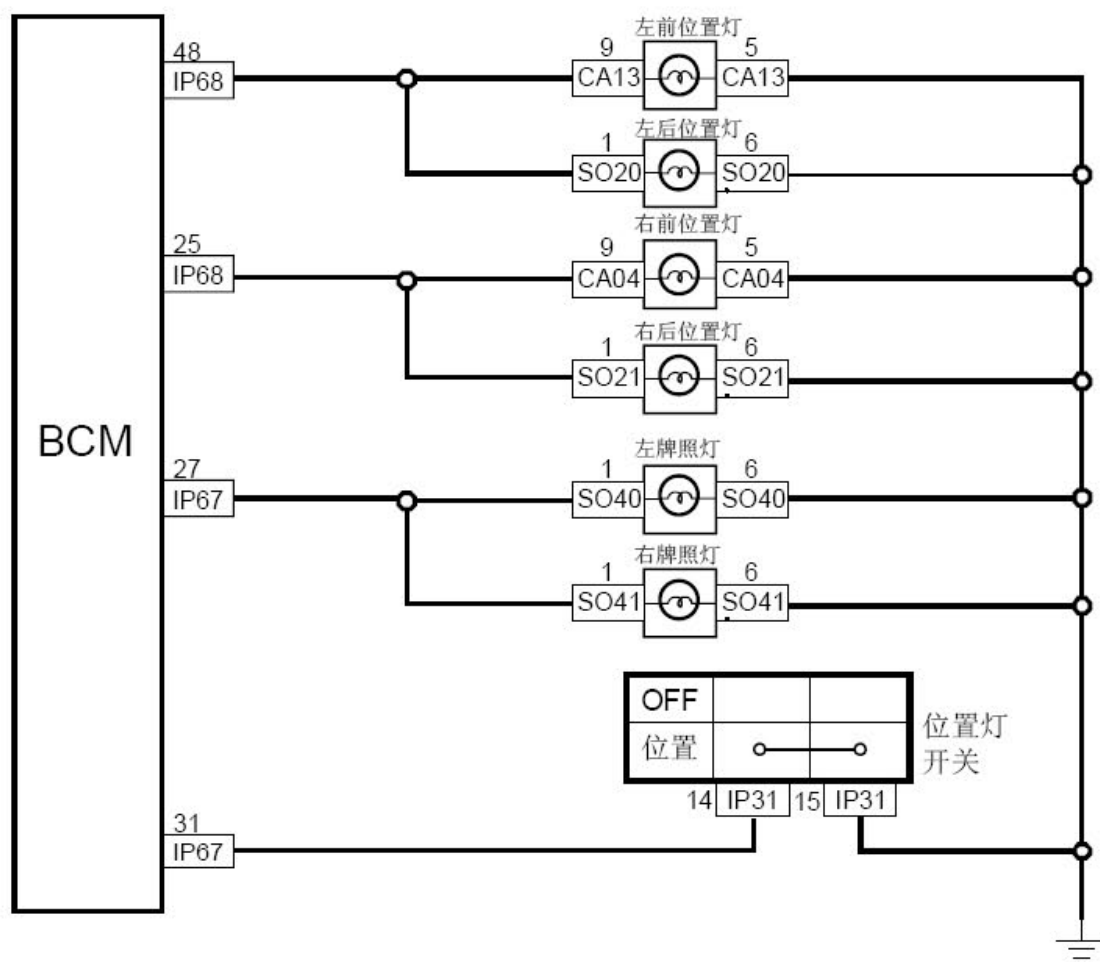 左前位置灯
48
9
5
IP68
CA13
CA13
左后位置灯
1
6
SO20
SO20
右前位置灯
25
9
5
IP68
CA04
CA04
右后位置灯
1
6
SO21
SO21
BCM
左牌照灯
27
1
6
IP67
SO40
SO40
右牌照灯
1
6
SO41
SO41
OFF
位置
位置灯
开关
14
IP31
15
IP31
31
IP67